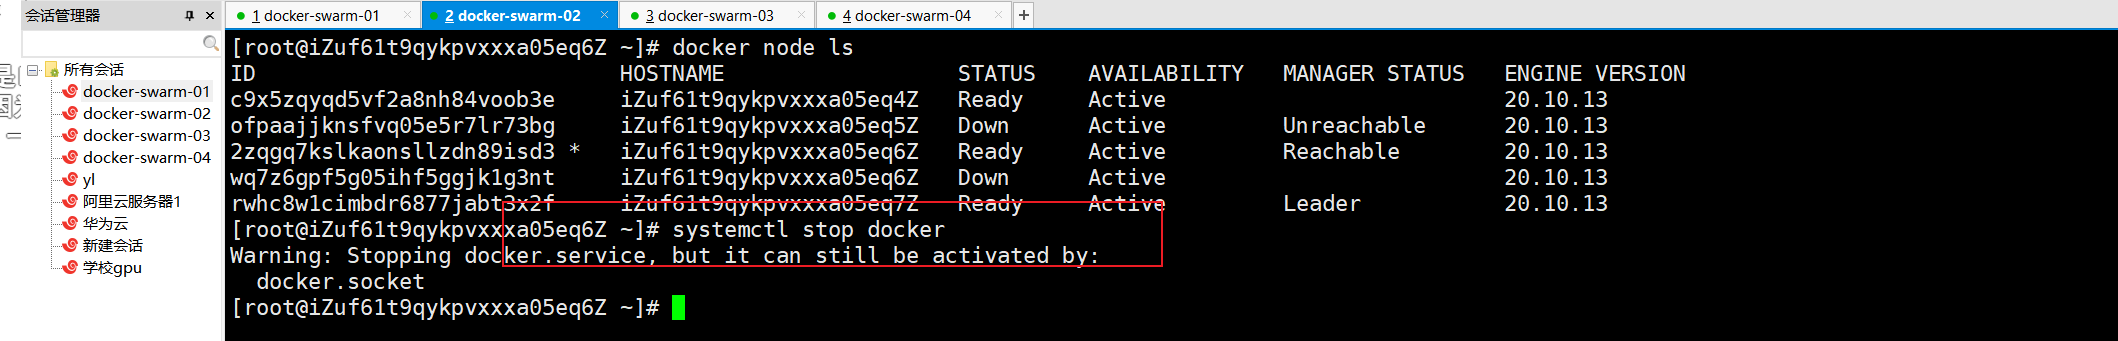 会话管理器
所有会话
docker-swarm-01
docker-swarm-02
docker-swarm-03
docker-swarm-04
yl
阿里云服务器1
华为云
新建会话
学校gpu
1 docker-swarm-01 2 docker-swarm-02 3 docker-swarm-03 4 docker-swarm-04
[root@iZuf61t9qykpvxxxa05eq6Z ~]# docker node ls
ID HOSTNAME STATUS AVAILABILITY MANAGER STATUS ENGINE VERSION
c9x5zqyqd5vf2a8nh84voob3e iZuf61t9qykpvxxxa05eq4Z Ready Active 20.10.13
ofpaajjknsfvq05e5r7lr73bg iZuf61t9qykpvxxxa05eq5Z Down Active Unreachable 20.10.13
2zqgq7kslkaonsllzdn89isd3 * iZuf61t9qykpvxxxa05eq6Z Ready Active Reachable 20.10.13
wq7z6gpf5g05ihf5ggjk1g3nt iZuf61t9qykpvxxxa05eq6Z Down Active 20.10.13
rwhc8w1cimbdr6877jabt3x2f iZuf61t9qykpvxxxa05eq7Z Ready Active Leader 20.10.13
[root@iZuf61t9qykpvxxxa05eq6Z ~]# systemctl stop docker
Warning: Stopping docker.service, but it can still be activated by:
docker.socket
[root@iZuf61t9qykpvxxxa05eq6Z ~]#